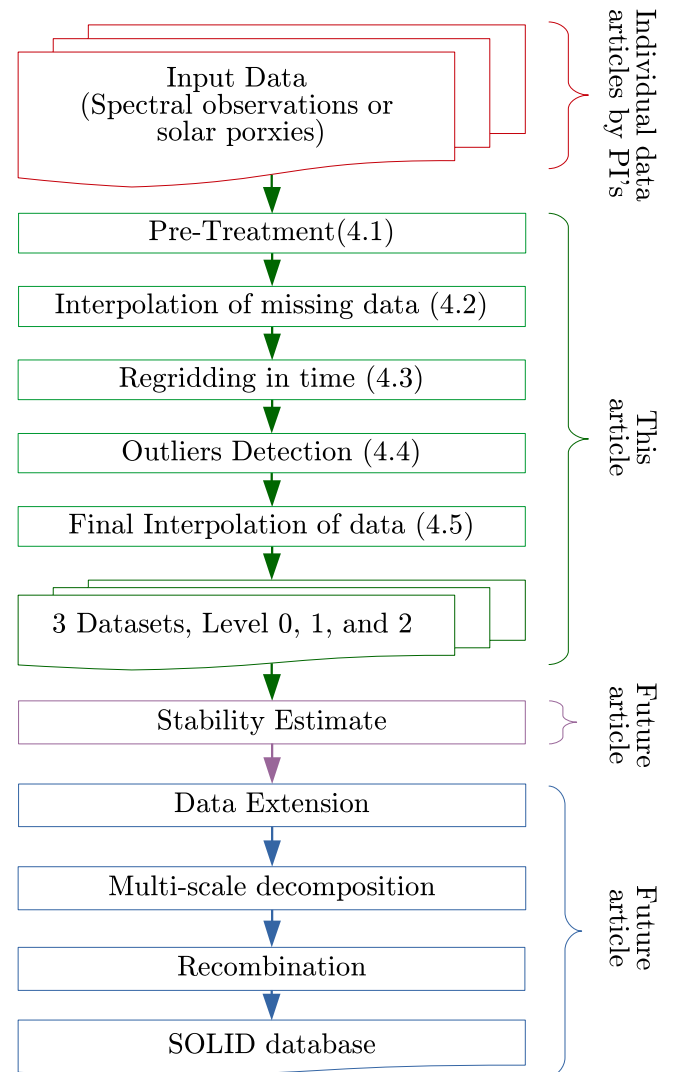 Input Data
(Spectral observations or
solar porxies)
Individual data
articles by PI's
Pre-Treatment(4.1)
Interpolation of missing data (4.2)
Regridding in time (4.3)
Outliers Detection (4.4)
Final Interpolation of data (4.5)
3 Datasets, Level 0, 1, and 2
This
article
Stability Estimate
Future
article
Data Extension
Multi-scale decomposition
Recombination
SOLID database
Future
article